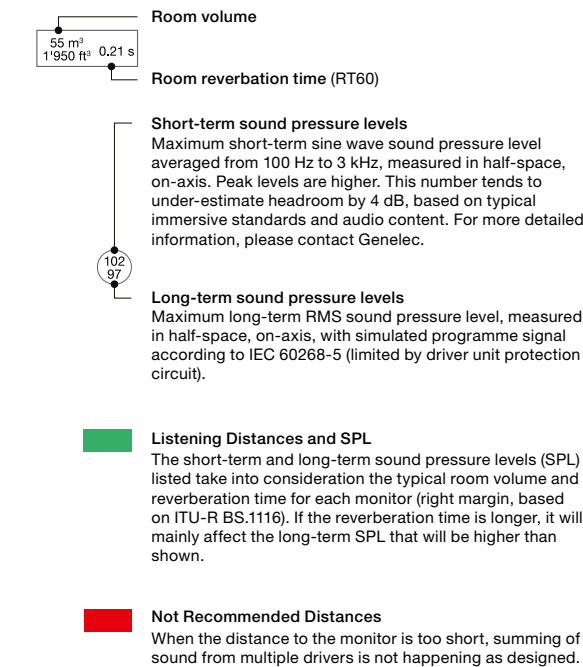 Room volume
55 m³
1'950 ft³ 0.21 s
Room reverbation time (RT60)
Short-term sound pressure levels
Maximum short-term sine wave sound pressure level
averaged from 100 Hz to 3 kHz, measured in half-space,
on-axis. Peak levels are higher. This number tends to
under-estimate headroom by 4 dB, based on typical
immersive standards and audio content. For more detailed
information, please contact Genelec.
102
97
Long-term sound pressure levels
Maximum long-term RMS sound pressure level, measured
in half-space, on-axis, with simulated programme signal
according to IEC 60268-5 (limited by driver unit protection
circuit).
Listening Distances and SPL
The short-term and long-term sound pressure levels (SPL)
listed take into consideration the typical room volume and
reverberation time for each monitor (right margin, based
on ITU-R BS.1116). If the reverberation time is longer, it will
mainly affect the long-term SPL that will be higher than
shown.
Not Recommended Distances
When the distance to the monitor is too short, summing of
sound from multiple drivers is not happening as designed.